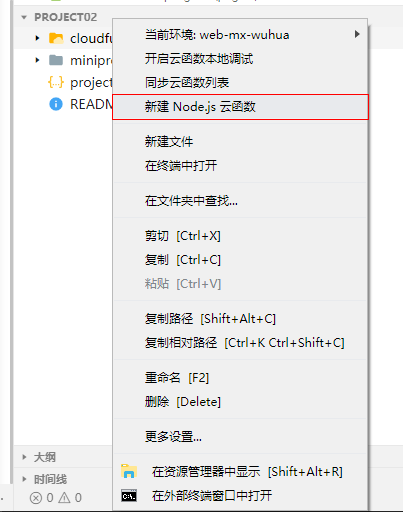 PROJECT02
cloudfu
minipro
project
READM
当前环境: web-mx-wuhua
开启云函数本地调试
同步云函数列表
新建 Node.js 云函数
新建文件
在终端中打开
在文件夹中查找...
剪切 [Ctrl+X]
复制 [Ctrl+C]
粘贴 [Ctrl+V]
复制路径 [Shift+Alt+C]
复制相对路径 [Ctrl+K Ctrl+Shift+C]
重命名 [F2]
删除 [Delete]
更多设置...
在资源管理器中显示 [Shift+Alt+R]
在外部终端窗口中打开
大纲
时间线
0 0